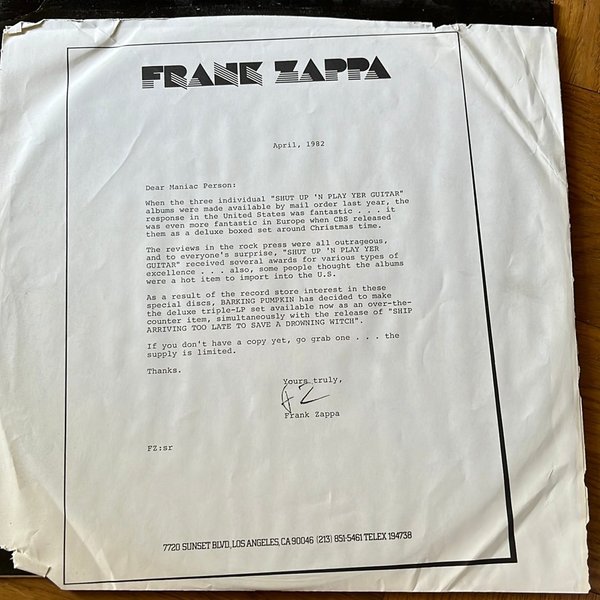 FRANK ZAPPA
April, 1982
Dear Maniac Person:
When the three individual "SHUT UP 'N PLAY YER GUITAR"
albums were made available by mail order last year, the
response in the United States was fantastic . . . it
was even more fantastic in Europe when CBS released
them as a deluxe boxed set around Christmas time.
The reviews in the rock press were all outrageous,
and to everyone's surprise, "SHUT UP 'N PLAY YER
GUITAR" received several awards for various types of
excellence . . . also, some people thought the albums
were a hot item to import into the U.S.
As a result of the record store interest in these
special discs, BARKING PUMPKIN has decided to make
the deluxe triple-LP set available now as an over-the-
counter item, simultaneously with the release of "SHIP
ARRIVING TOO LATE TO SAVE A DROWNING WITCH".
If you don't have a copy yet, go grab one . . . the
supply is limited.
Thanks.
Yours truly,
FZ
Frank Zappa
FZ:sr
7720 SUNSET BLVD, LOS ANGELES, CA 90046 (213) 851-5461 TELEX 194738